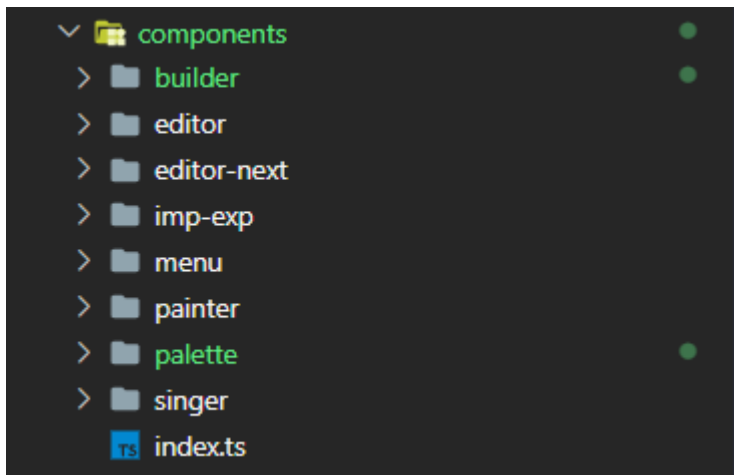 components
builder
editor
editor-next
imp-exp
menu
painter
palette
singer
TS index.ts